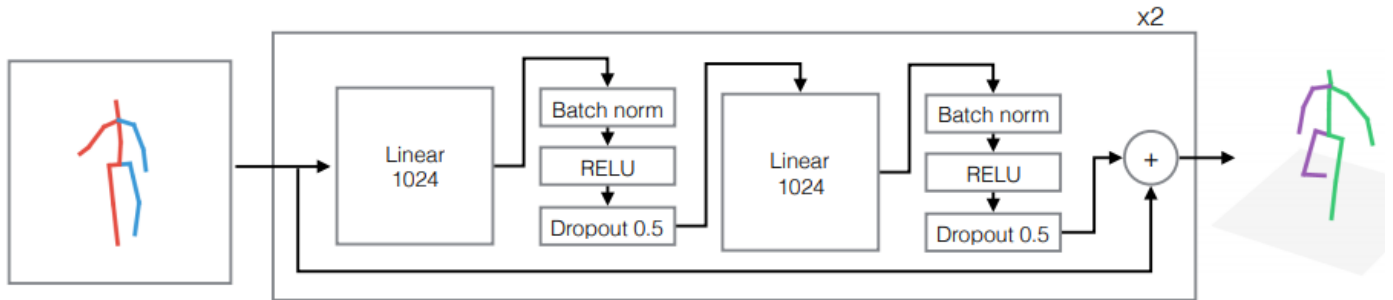 x2
Linear
1024
Batch norm
RELU
Dropout 0.5
Linear
1024
Batch norm
RELU
Dropout 0.5
+